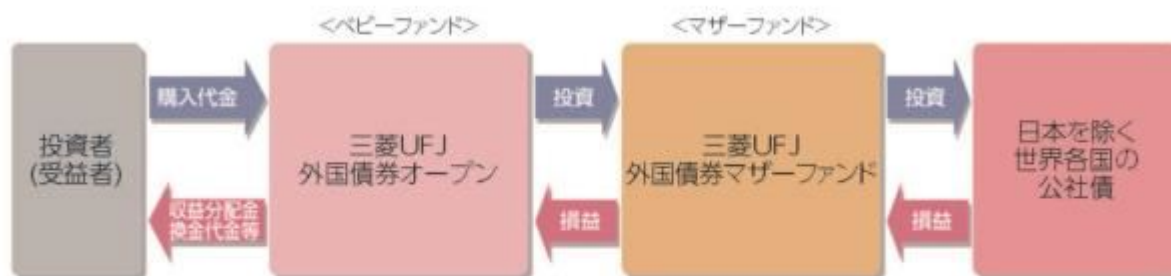 <ベビーファンド>
<マザーファンド>
投資者
(受益者)
購入代金
収益分配金
換金代金等
三菱UFJ
外国債券オープン
投資
損益
三菱UFJ
外国債券マザーファンド
投資
損益
日本を除く
世界各国の
公社債